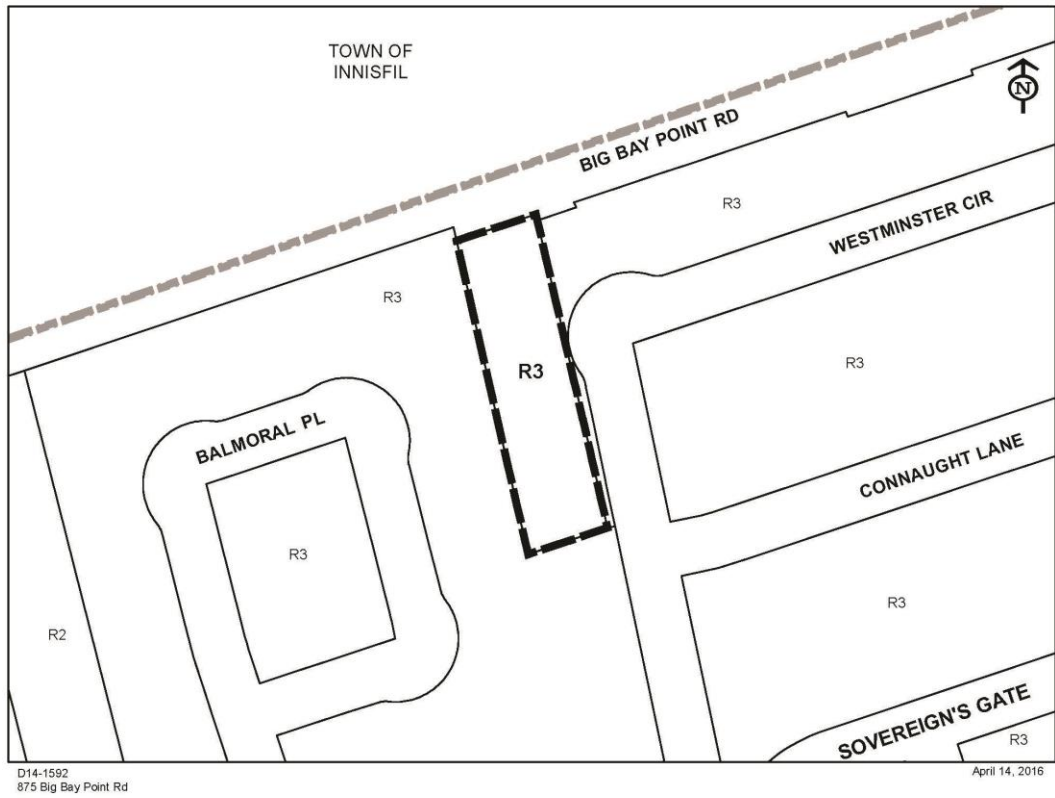 TOWN OF
INNISFIL
N
BIG BAY POINT RD
R3
WESTMINSTER CIR
R3
R3
R3
BALMORAL PL
CONNAUGHT LANE
R3
R3
R2
SOVEREIGN'S GATE
R3
D14-1592
875 Big Bay Point Rd
April 14, 2016